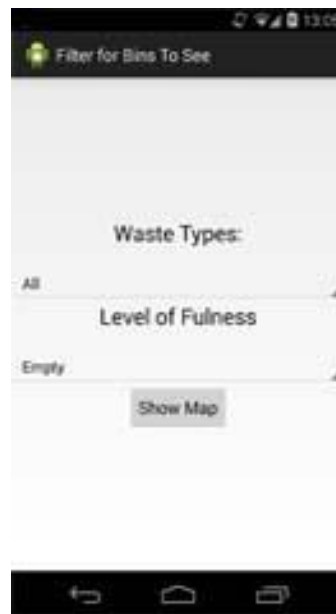 13:05
Filter for Bins To See
Waste Types:
All
Level of Fulness
Empty
Show Map